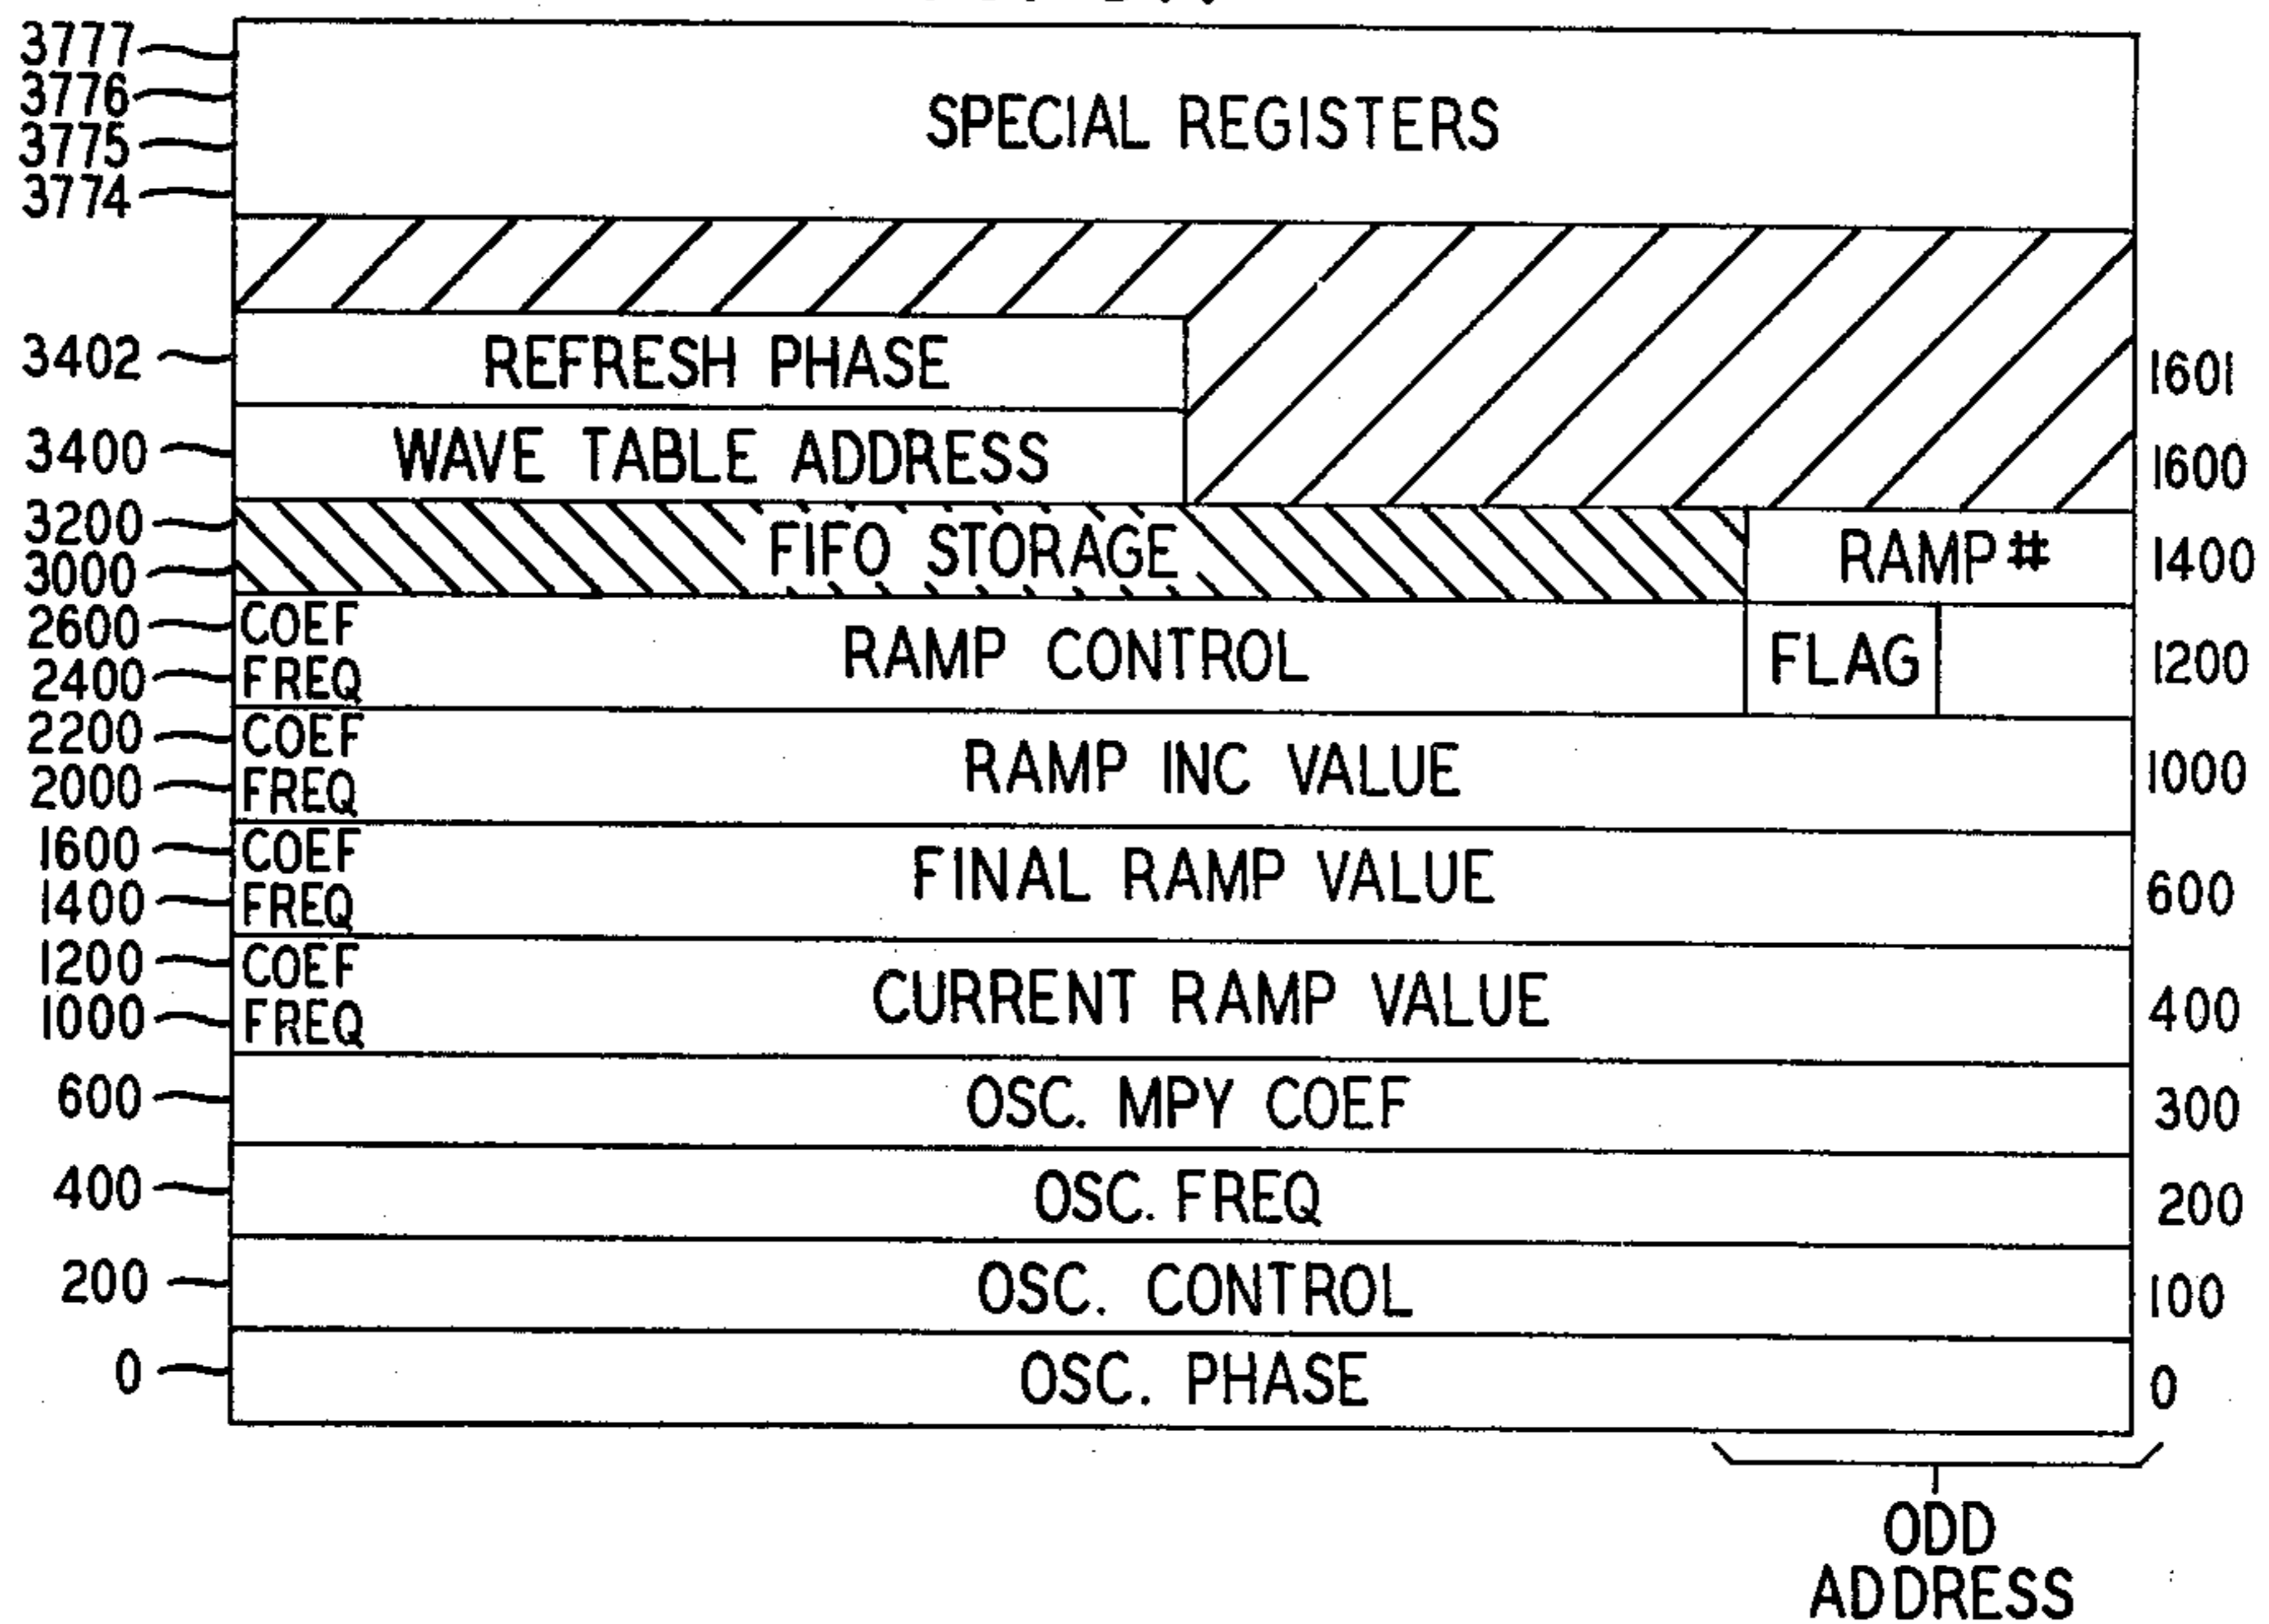 3777
3776
3775
3774
SPECIAL REGISTERS
3402 REFRESH PHASE 1601
3400 WAVE TABLE ADDRESS 1600
3200
3000
FIFO STORAGE RAMP # 1400
2600 COEF
2400 FREQ
RAMP CONTROL FLAG 1200
2200 COEF
2000 FREQ
RAMP INC VALUE 1000
1600 COEF
1400 FREQ
FINAL RAMP VALUE 600
1200 COEF
1000 FREQ
CURRENT RAMP VALUE 400
600 OSC. MPY COEF 300
400 OSC. FREQ 200
200 OSC. CONTROL 100
0 OSC. PHASE 0
ODD
ADDRESS